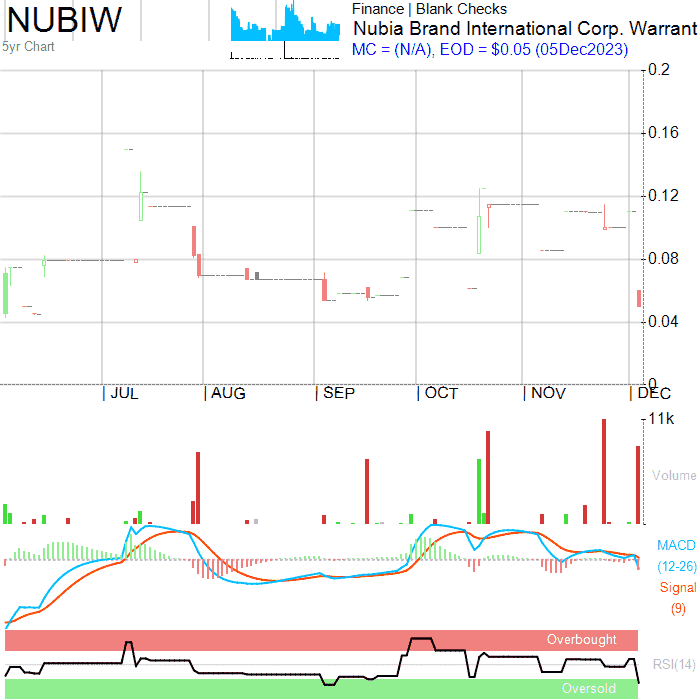 NUBIW
5yr Chart
Finance | Blank Checks
Nubia Brand International Corp. Warrant
MC = (N/A), EOD = $0.05 (05Dec2023)
0.2
0.16
0.12
0.08
0.04
0
| JUL | AUG | SEP | OCT | NOV | DEC
11k
Volume
MACD
(12-26)
Signal
(9)
Overbought
RSI(14)
Oversold